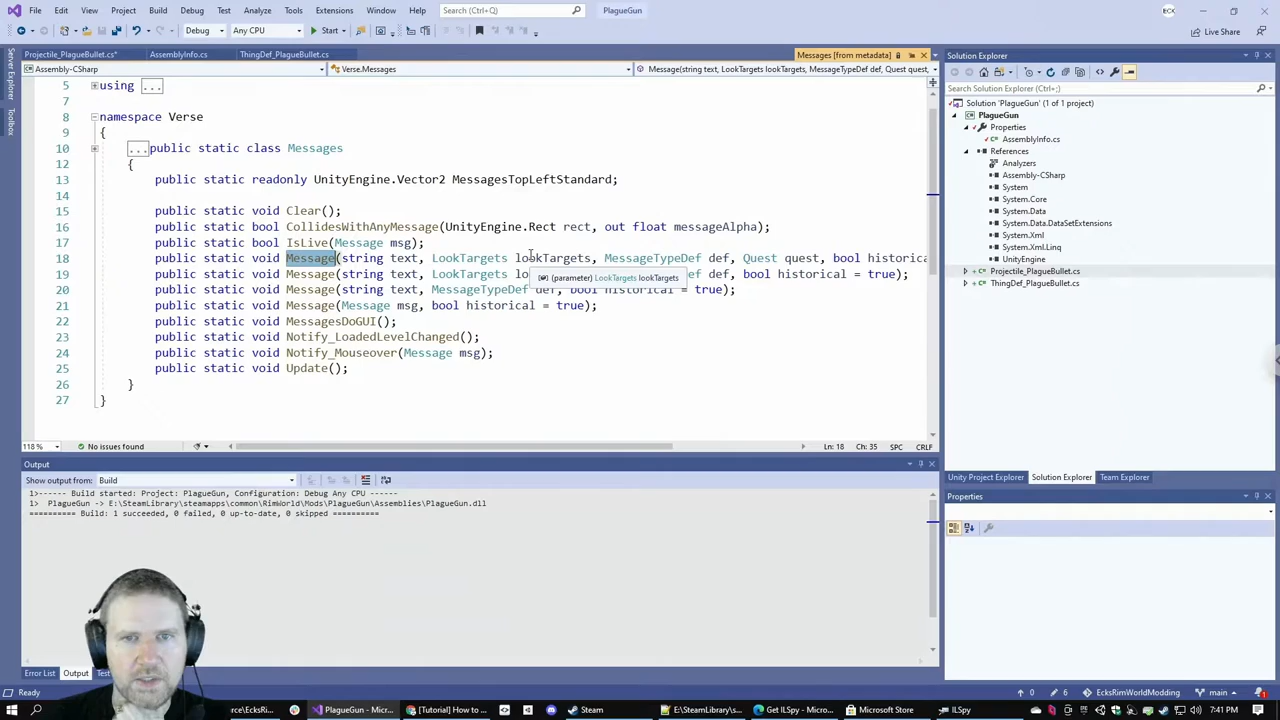 File Edit View Git Project Build Debug Test Analyze Tools Extensions Window Help Search (Ctrl+Q) PlagueGun ECK
Debug Any CPU Start Live Share
Projectile_PlagueBullet.cs* AssemblyInfo.cs ThingDef_PlagueBullet.cs Messages [from metadata]
Assembly-CSharp Verse.Messages Message(string text, LookTargets lookTargets, MessageTypeDef def, Quest quest,
Server Explorer
Toolbox
5 using ...
7
8 namespace Verse
9 {
10 ...public static class Messages
12 {
13 public static readonly UnityEngine.Vector2 MessagesTopLeftStandard;
14
15 public static void Clear();
16 public static bool CollidesWithAnyMessage(UnityEngine.Rect rect, out float messageAlpha);
17 public static bool IsLive(Message msg);
18 public static void Message(string text, LookTargets lookTargets, MessageTypeDef def, Quest quest, bool historica
19 public static void Message(string text, LookTargets lo def, bool historical = true);
(parameter) LookTargets lookTargets
20 public static void Message(string text, MessageTypeDef def, bool historical = true);
21 public static void Message(Message msg, bool historical = true);
22 public static void MessagesDoGUI();
23 public static void Notify_LoadedLevelChanged();
24 public static void Notify_Mouseover(Message msg);
25 public static void Update();
26 }
27 }
118 % No issues found Ln: 18 Ch: 35 SPC CRLF
Output
Show output from: Build
1>------ Build started: Project: PlagueGun, Configuration: Debug Any CPU ------
1> PlagueGun -> E:\SteamLibrary\steamapps\common\RimWorld\Mods\PlagueGun\Assemblies\PlagueGun.dll
========== Build: 1 succeeded, 0 failed, 0 up-to-date, 0 skipped ==========
Error List Output Tes
Solution Explorer
Search Solution Explorer (Ctrl+;)
Solution 'PlagueGun' (1 of 1 project)
PlagueGun
Properties
AssemblyInfo.cs
References
Analyzers
Assembly-CSharp
System
System.Core
System.Data
System.Data.DataSetExtensions
System.Xml
System.Xml.Linq
UnityEngine
Projectile_PlagueBullet.cs
ThingDef_PlagueBullet.cs
Unity Project Explorer Solution Explorer Team Explorer
Properties
Ready 0 6 EcksRimWorldModding main 1
rce\EcksRi... PlagueGun - Micr... [Tutorial] How to ... Steam E:\SteamLibrary\s... Get ILSpy - Micros... Microsoft Store ILSpy 7:41 PM